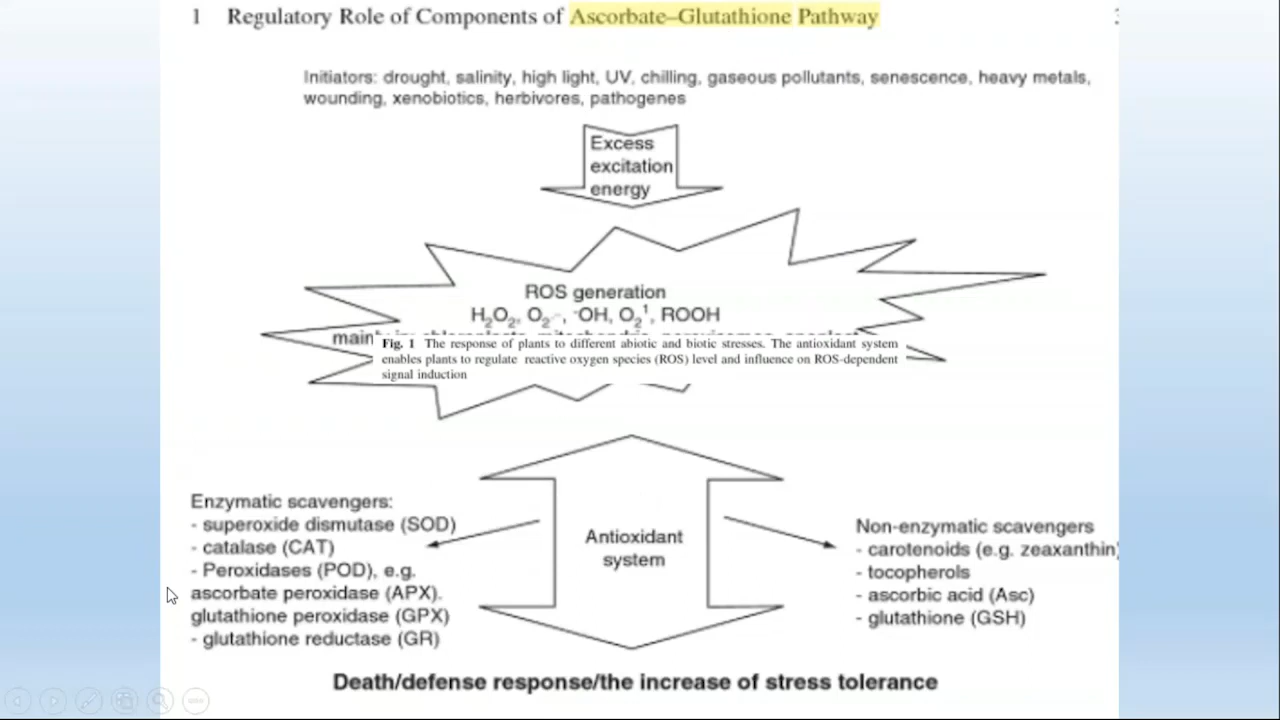 1 Regulatory Role of Components of Ascorbate–Glutathione Pathway
Initiators: drought, salinity, high light, UV, chilling, gaseous pollutants, senescence, heavy metals,
wounding, xenobiotics, herbivores, pathogenes
Excess
excitation
energy
ROS generation
H₂O₂, O₂⁻, ·OH, O₂¹, ROOH
Fig. 1 The response of plants to different abiotic and biotic stresses. The antioxidant system
enables plants to regulate reactive oxygen species (ROS) level and influence on ROS-dependent
signal induction
Enzymatic scavengers:
- superoxide dismutase (SOD)
- catalase (CAT)
- Peroxidases (POD), e.g.
ascorbate peroxidase (APX).
glutathione peroxidase (GPX)
- glutathione reductase (GR)
Antioxidant
system
Non-enzymatic scavengers
- carotenoids (e.g. zeaxanthin)
- tocopherols
- ascorbic acid (Asc)
- glutathione (GSH)
Death/defense response/the increase of stress tolerance